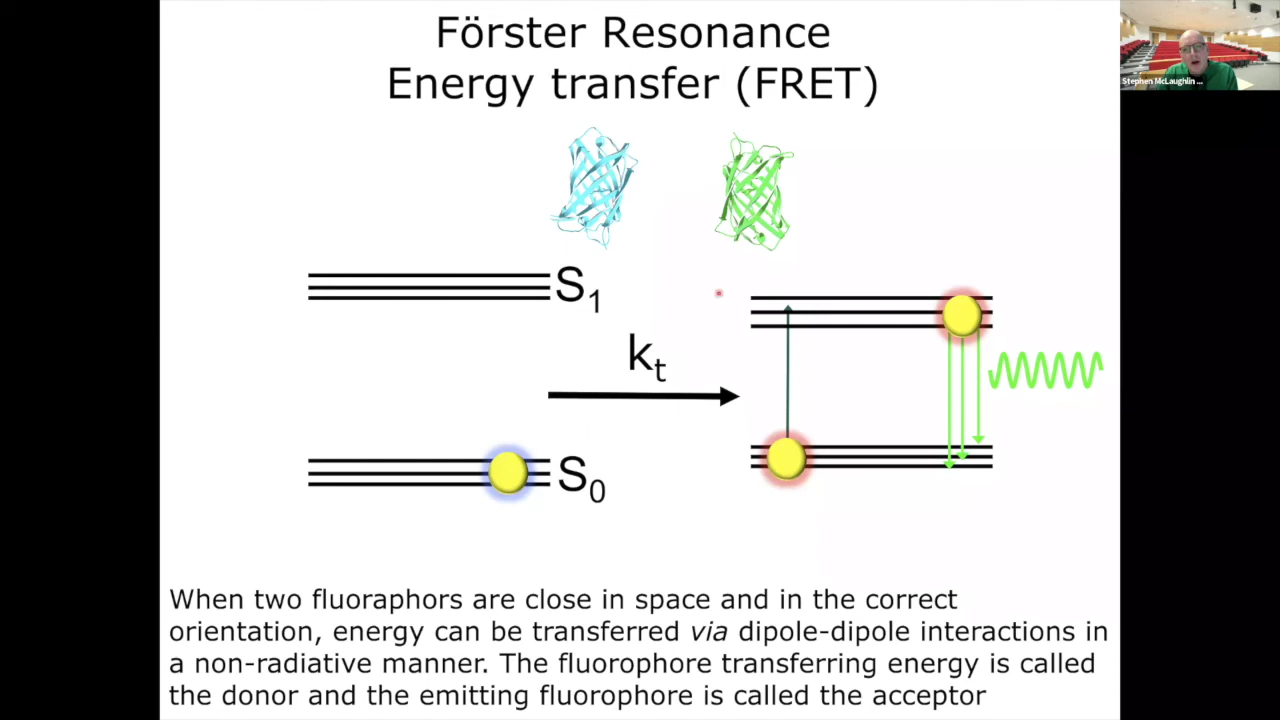 Förster Resonance
Energy transfer (FRET)
Stephen McLaughlin ...
S1
kt
S0
When two fluoraphors are close in space and in the correct
orientation, energy can be transferred via dipole-dipole interactions in
a non-radiative manner. The fluorophore transferring energy is called
the donor and the emitting fluorophore is called the acceptor